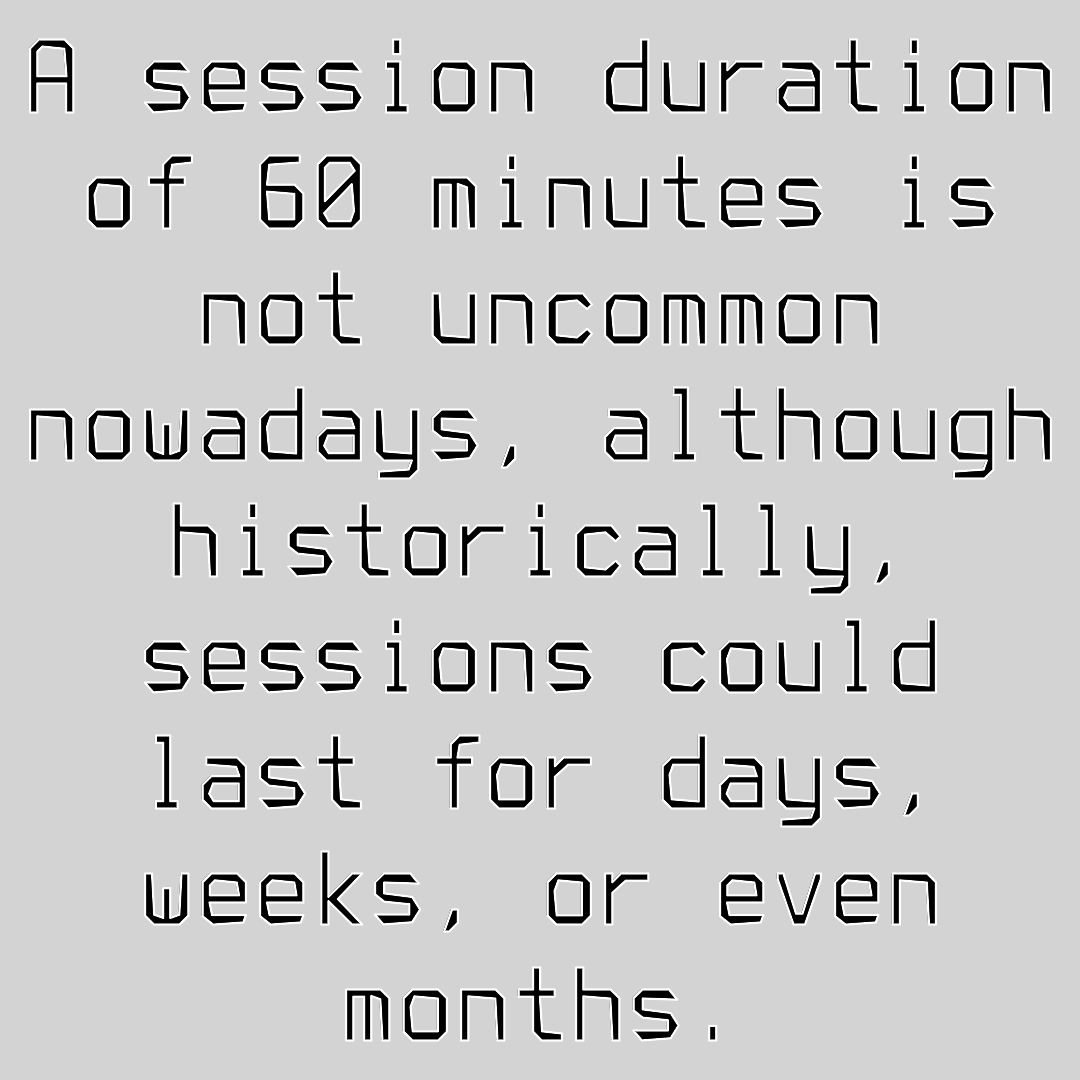 A session duration
of 60 minutes is
not uncommon
nowadays, although
historically,
sessions could
last for days,
weeks, or even
months.